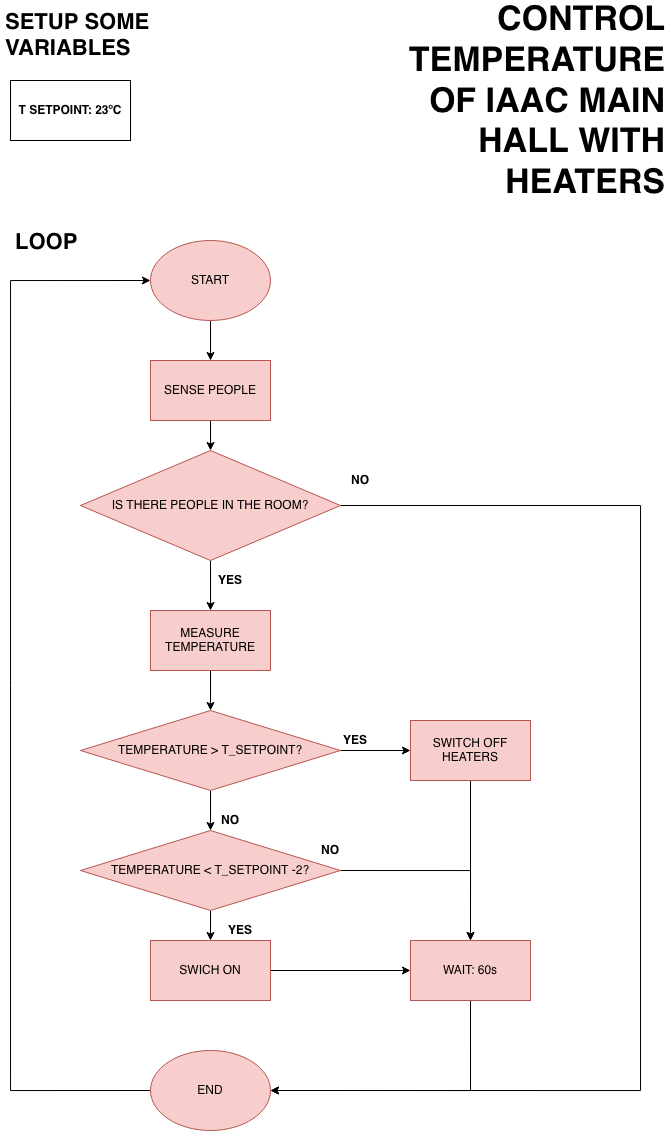 SETUP SOME
VARIABLES
CONTROL
TEMPERATURE
OF IAAC MAIN
HALL WITH
HEATERS
T SETPOINT: 23°C
LOOP
START
SENSE PEOPLE
NO
IS THERE PEOPLE IN THE ROOM?
YES
MEASURE
TEMPERATURE
TEMPERATURE > T_SETPOINT?
YES
SWITCH OFF
HEATERS
NO
NO
TEMPERATURE < T_SETPOINT -2?
YES
SWICH ON
WAIT: 60s
END